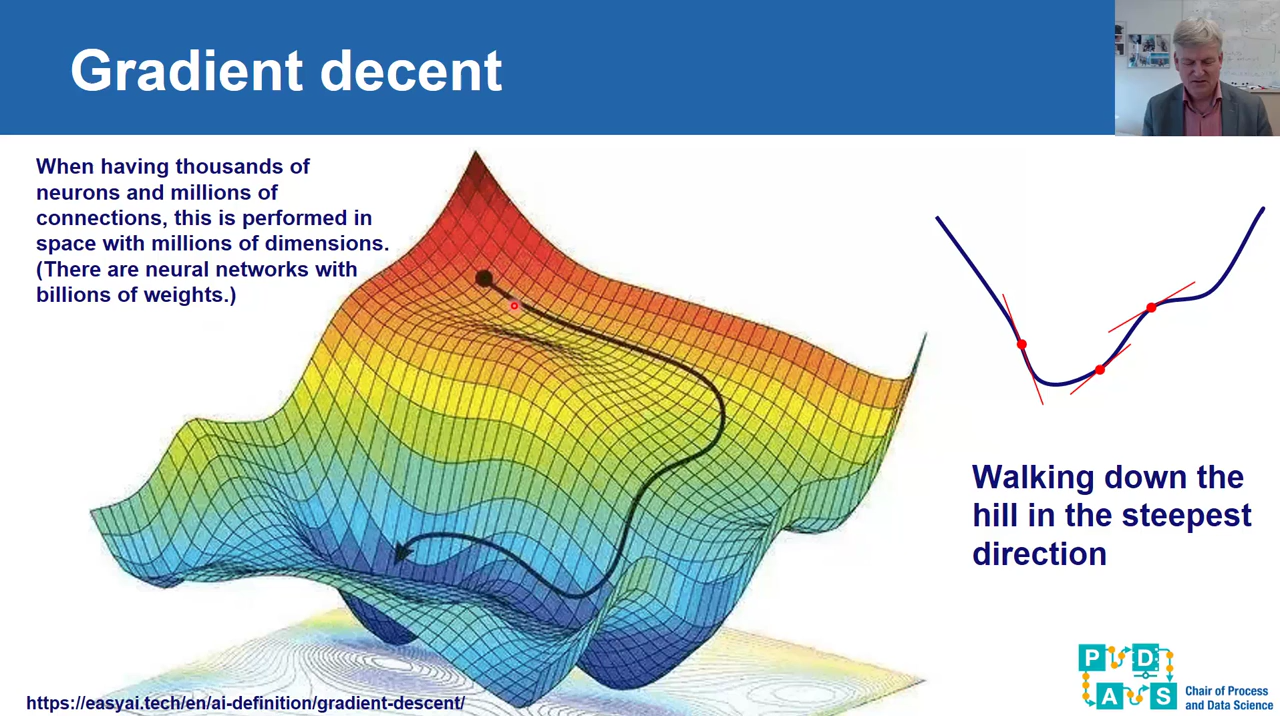 Gradient decent
When having thousands of
neurons and millions of
connections, this is performed in
space with millions of dimensions.
(There are neural networks with
billions of weights.)
Walking down the
hill in the steepest
direction
P D
A S
Chair of Process
and Data Science
https://easyai.tech/en/ai-definition/gradient-descent/